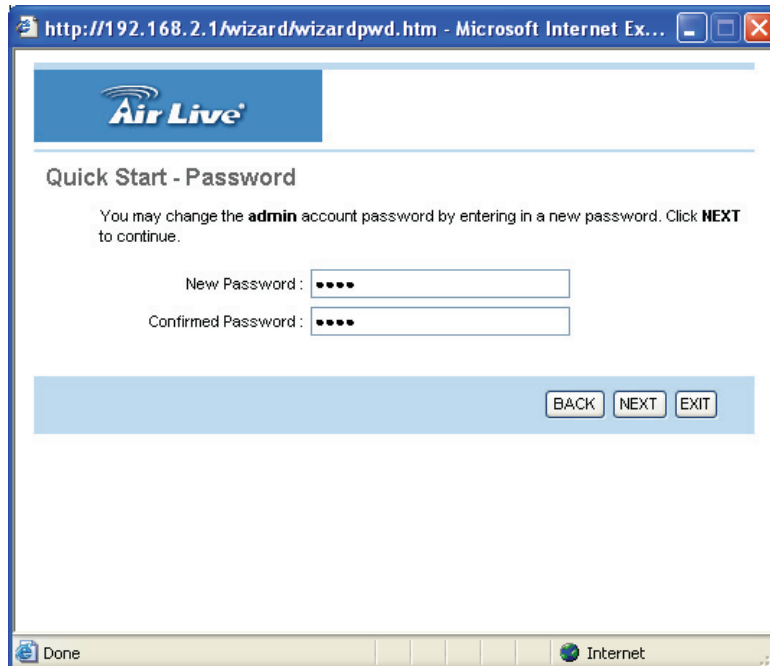 http://192.168.2.1/wizard/wizardpwd.htm - Microsoft Internet Ex...
Air Live®
Quick Start - Password
You may change the admin account password by entering in a new password. Click NEXT
to continue.
New Password : ••••
Confirmed Password : ••••
BACK NEXT EXIT
Done Internet